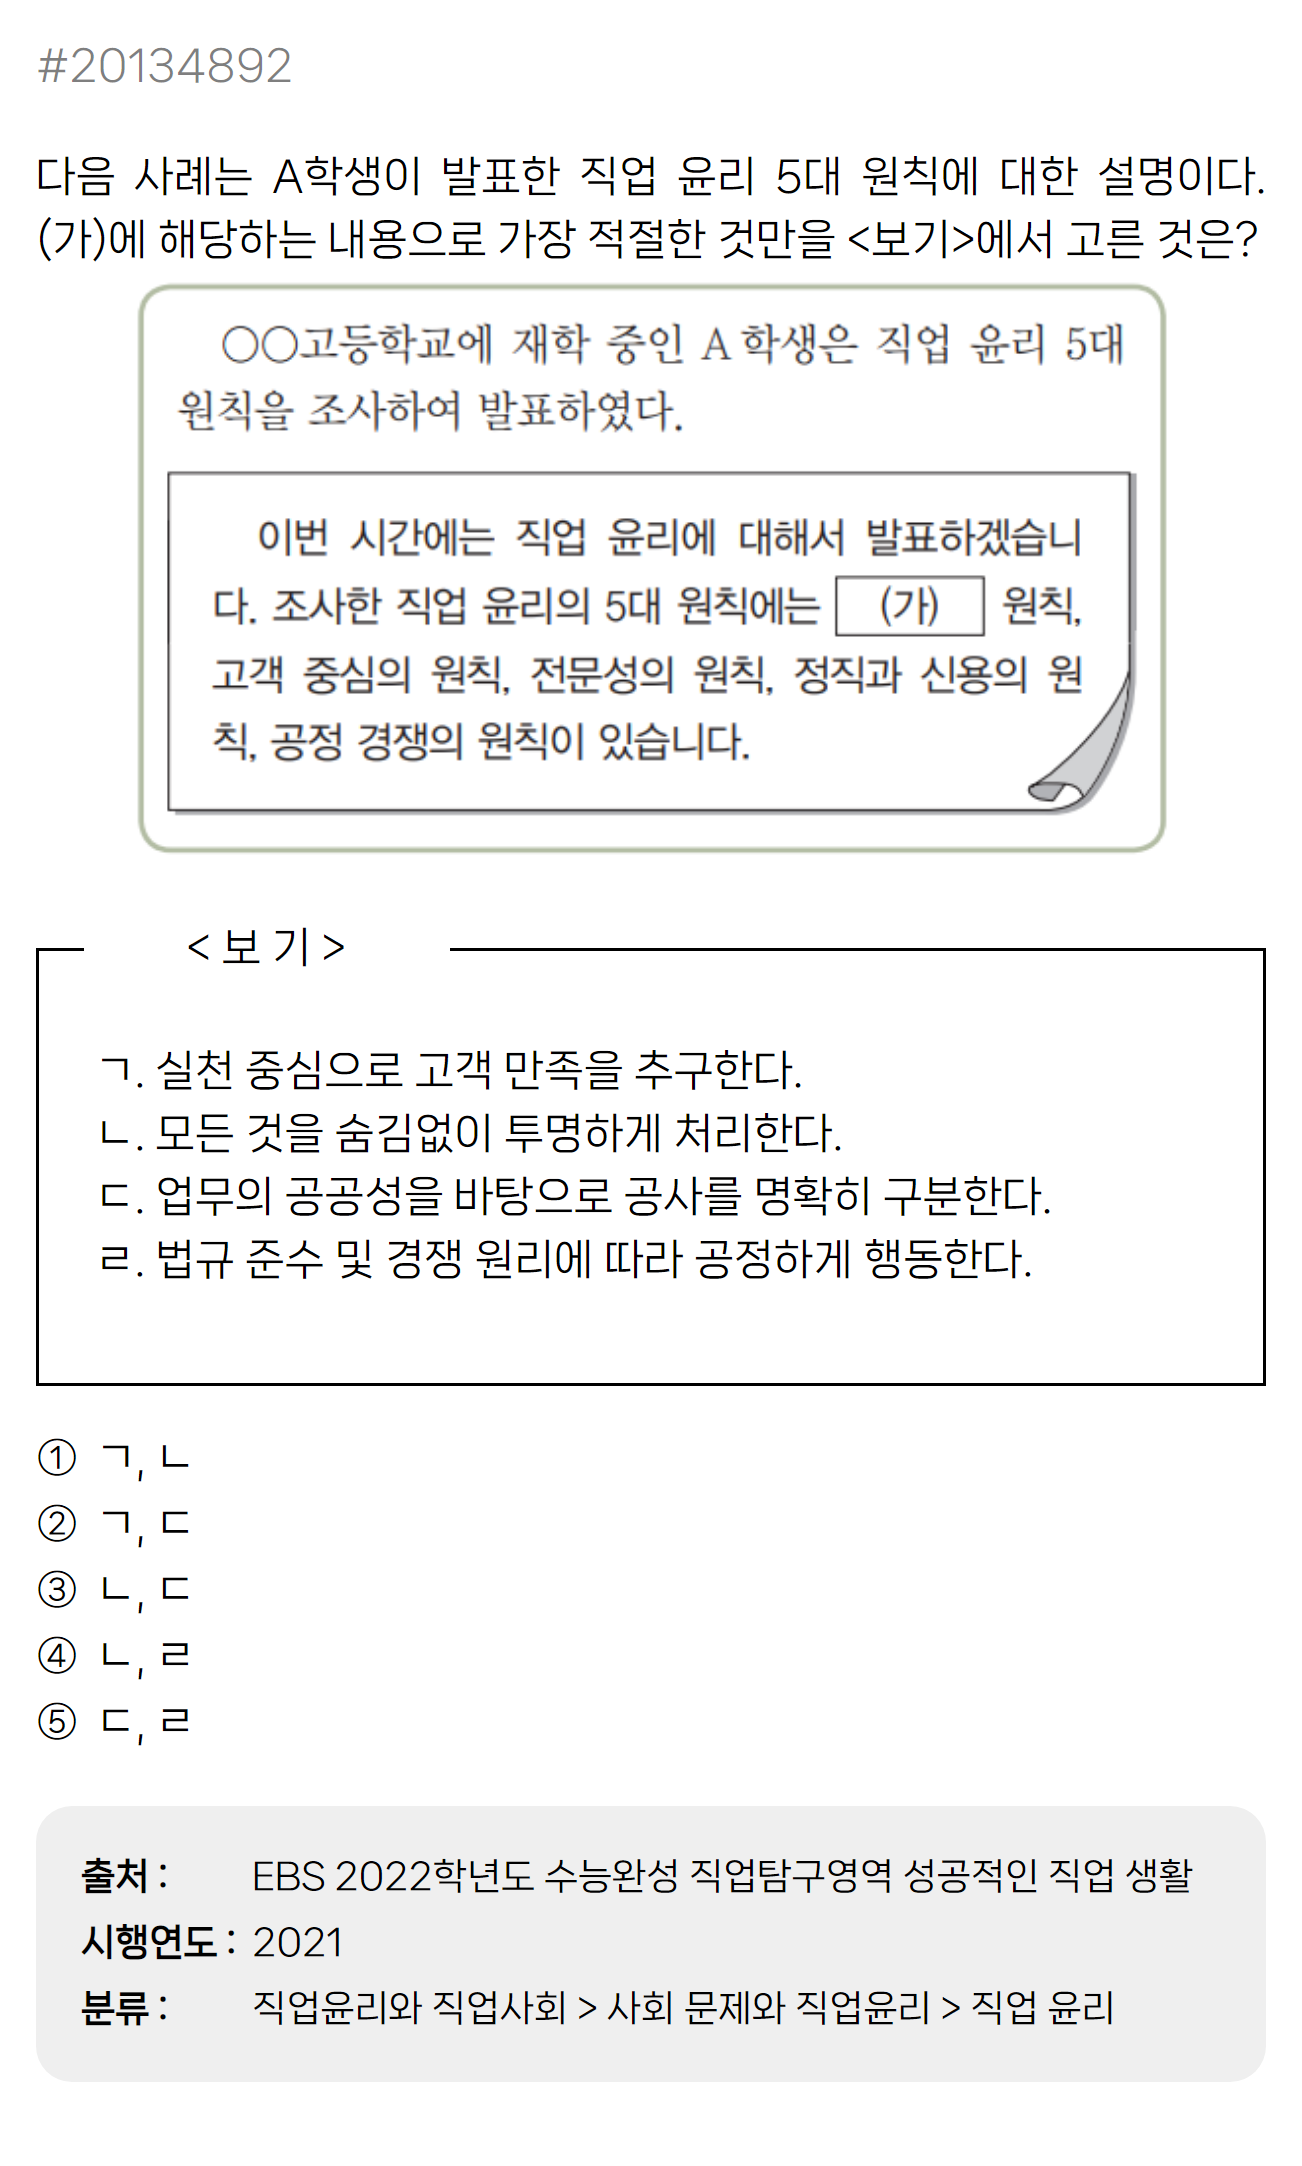 #20134892
다음 사례는 A학생이 발표한 직업 윤리 5대 원칙에 대한 설명이다.
(가)에 해당하는 내용으로 가장 적절한 것만을 <보기>에서 고른 것은?
○○고등학교에 재학 중인 A 학생은 직업 윤리 5대
원칙을 조사하여 발표하였다.
이번 시간에는 직업 윤리에 대해서 발표하겠습니
다. 조사한 직업 윤리의 5대 원칙에는 (가) 원칙,
고객 중심의 원칙, 전문성의 원칙, 정직과 신용의 원
칙, 공정 경쟁의 원칙이 있습니다.
< 보 기 >
ㄱ. 실천 중심으로 고객 만족을 추구한다.
ㄴ. 모든 것을 숨김없이 투명하게 처리한다.
ㄷ. 업무의 공공성을 바탕으로 공사를 명확히 구분한다.
ㄹ. 법규 준수 및 경쟁 원리에 따라 공정하게 행동한다.
① ㄱ, ㄴ
② ㄱ, ㄷ
③ ㄴ, ㄷ
④ ㄴ, ㄹ
⑤ ㄷ, ㄹ
출처 : EBS 2022학년도 수능완성 직업탐구영역 성공적인 직업 생활
시행연도 : 2021
분류 : 직업윤리와 직업사회 > 사회 문제와 직업윤리 > 직업 윤리